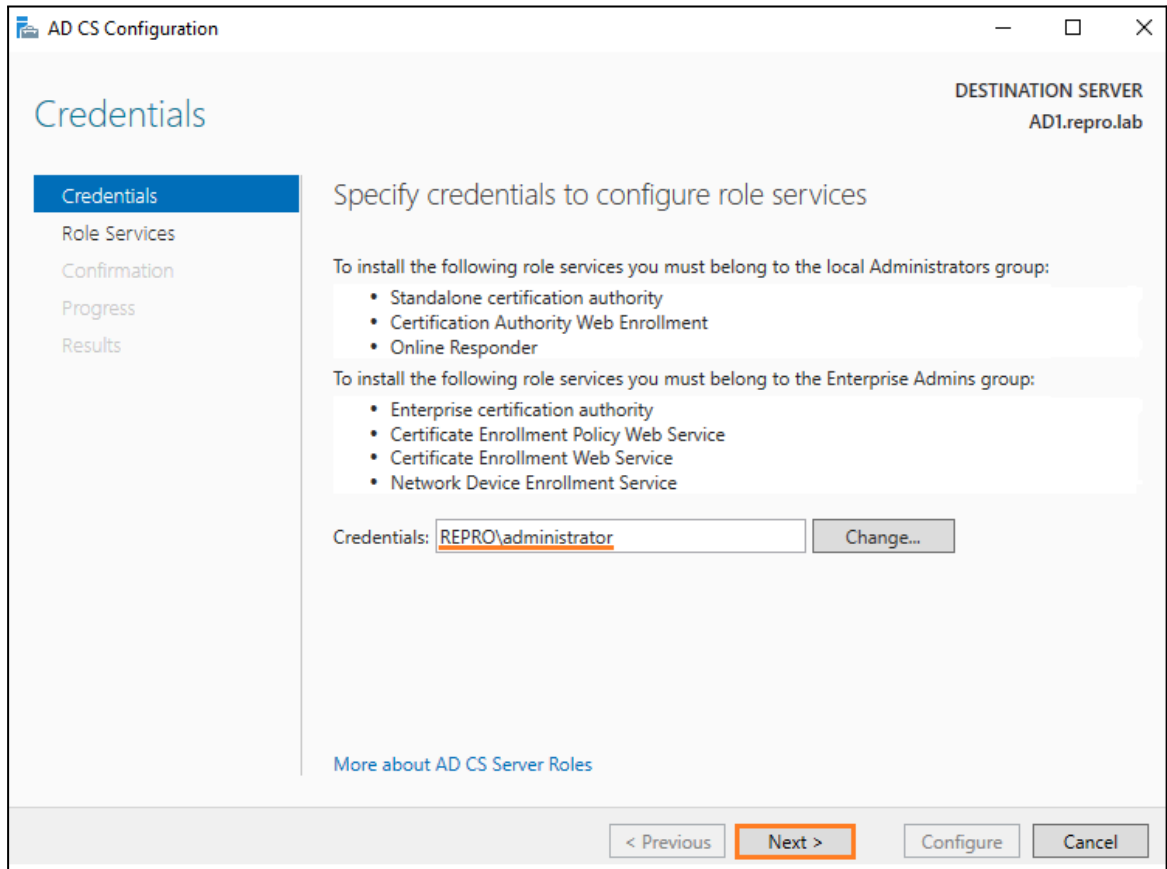 AD CS Configuration
DESTINATION SERVER
AD1.repro.lab
Credentials
Credentials
Role Services
Confirmation
Progress
Results
Specify credentials to configure role services
To install the following role services you must belong to the local Administrators group:
• Standalone certification authority
• Certification Authority Web Enrollment
• Online Responder
To install the following role services you must belong to the Enterprise Admins group:
• Enterprise certification authority
• Certificate Enrollment Policy Web Service
• Certificate Enrollment Web Service
• Network Device Enrollment Service
Credentials: REPRO\administrator Change...
More about AD CS Server Roles
< Previous Next > Configure Cancel